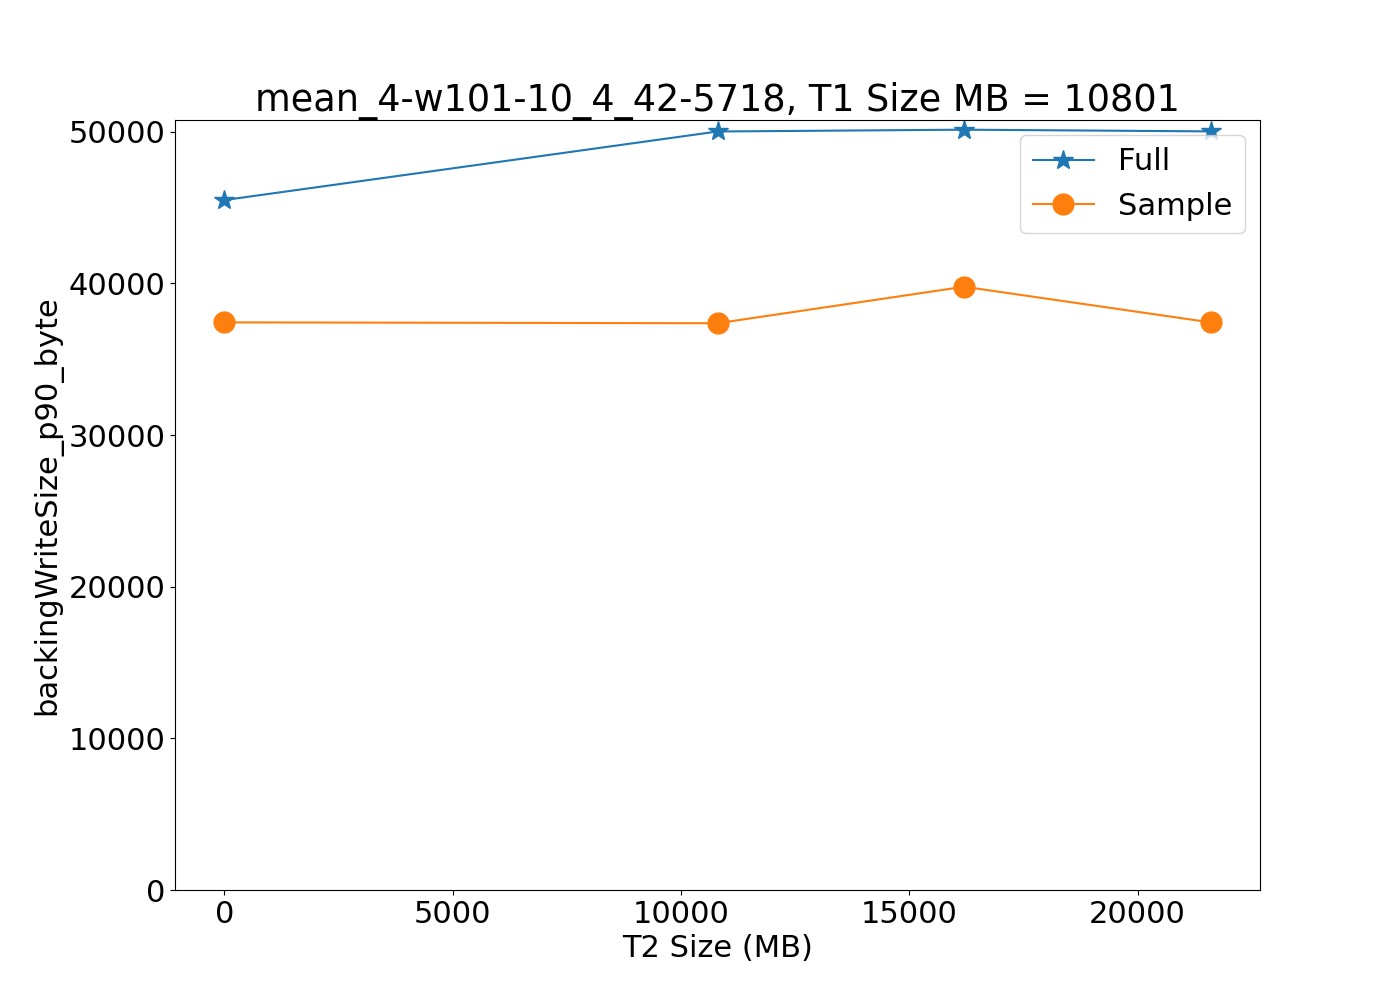 mean_4-w101-10_4_42-5718, T1 Size MB = 10801
50000
40000
30000
20000
10000
0
backingWriteSize_p90_byte
Full
Sample
0 5000 10000 15000 20000
T2 Size (MB)